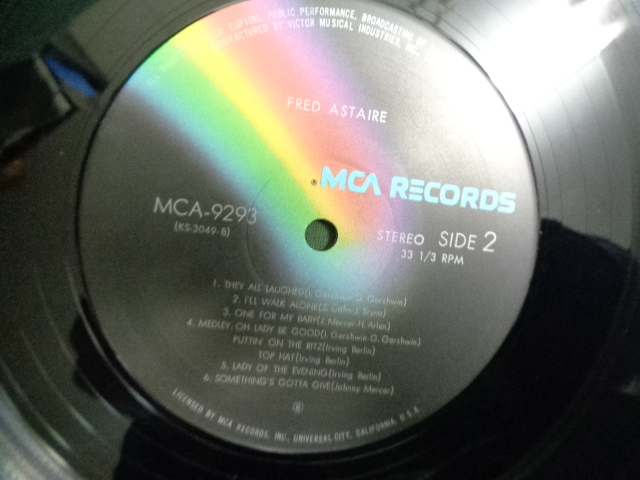 COPYING, PUBLIC PERFORMANCE, BROADCASTING OF
MANUFACTURED BY VICTOR MUSICAL INDUSTRIES, INC.
FRED ASTAIRE
® MCA RECORDS
MCA-9293
(KS-3049-B)
STEREO SIDE 2
33 1/3 RPM
1. THEY ALL LAUGHED(I. Gershwin G. Gershwin)
2. I'LL WALK ALONE(S. Cahn J. Styne)
3. ONE FOR MY BABY(J. Mercer H. Arlen)
4. MEDLEY: OH LADY BE GOOD(I. Gershwin G. Gershwin)
PUTTIN' ON THE RITZ(Irving Berlin)
TOP HAT(Irving Berlin)
5. LADY OF THE EVENING(Irving Berlin)
6. SOMETHING'S GOTTA GIVE(Johnny Mercer)
LICENSED BY MCA RECORDS, INC., UNIVERSAL CITY, CALIFORNIA, U.S.A